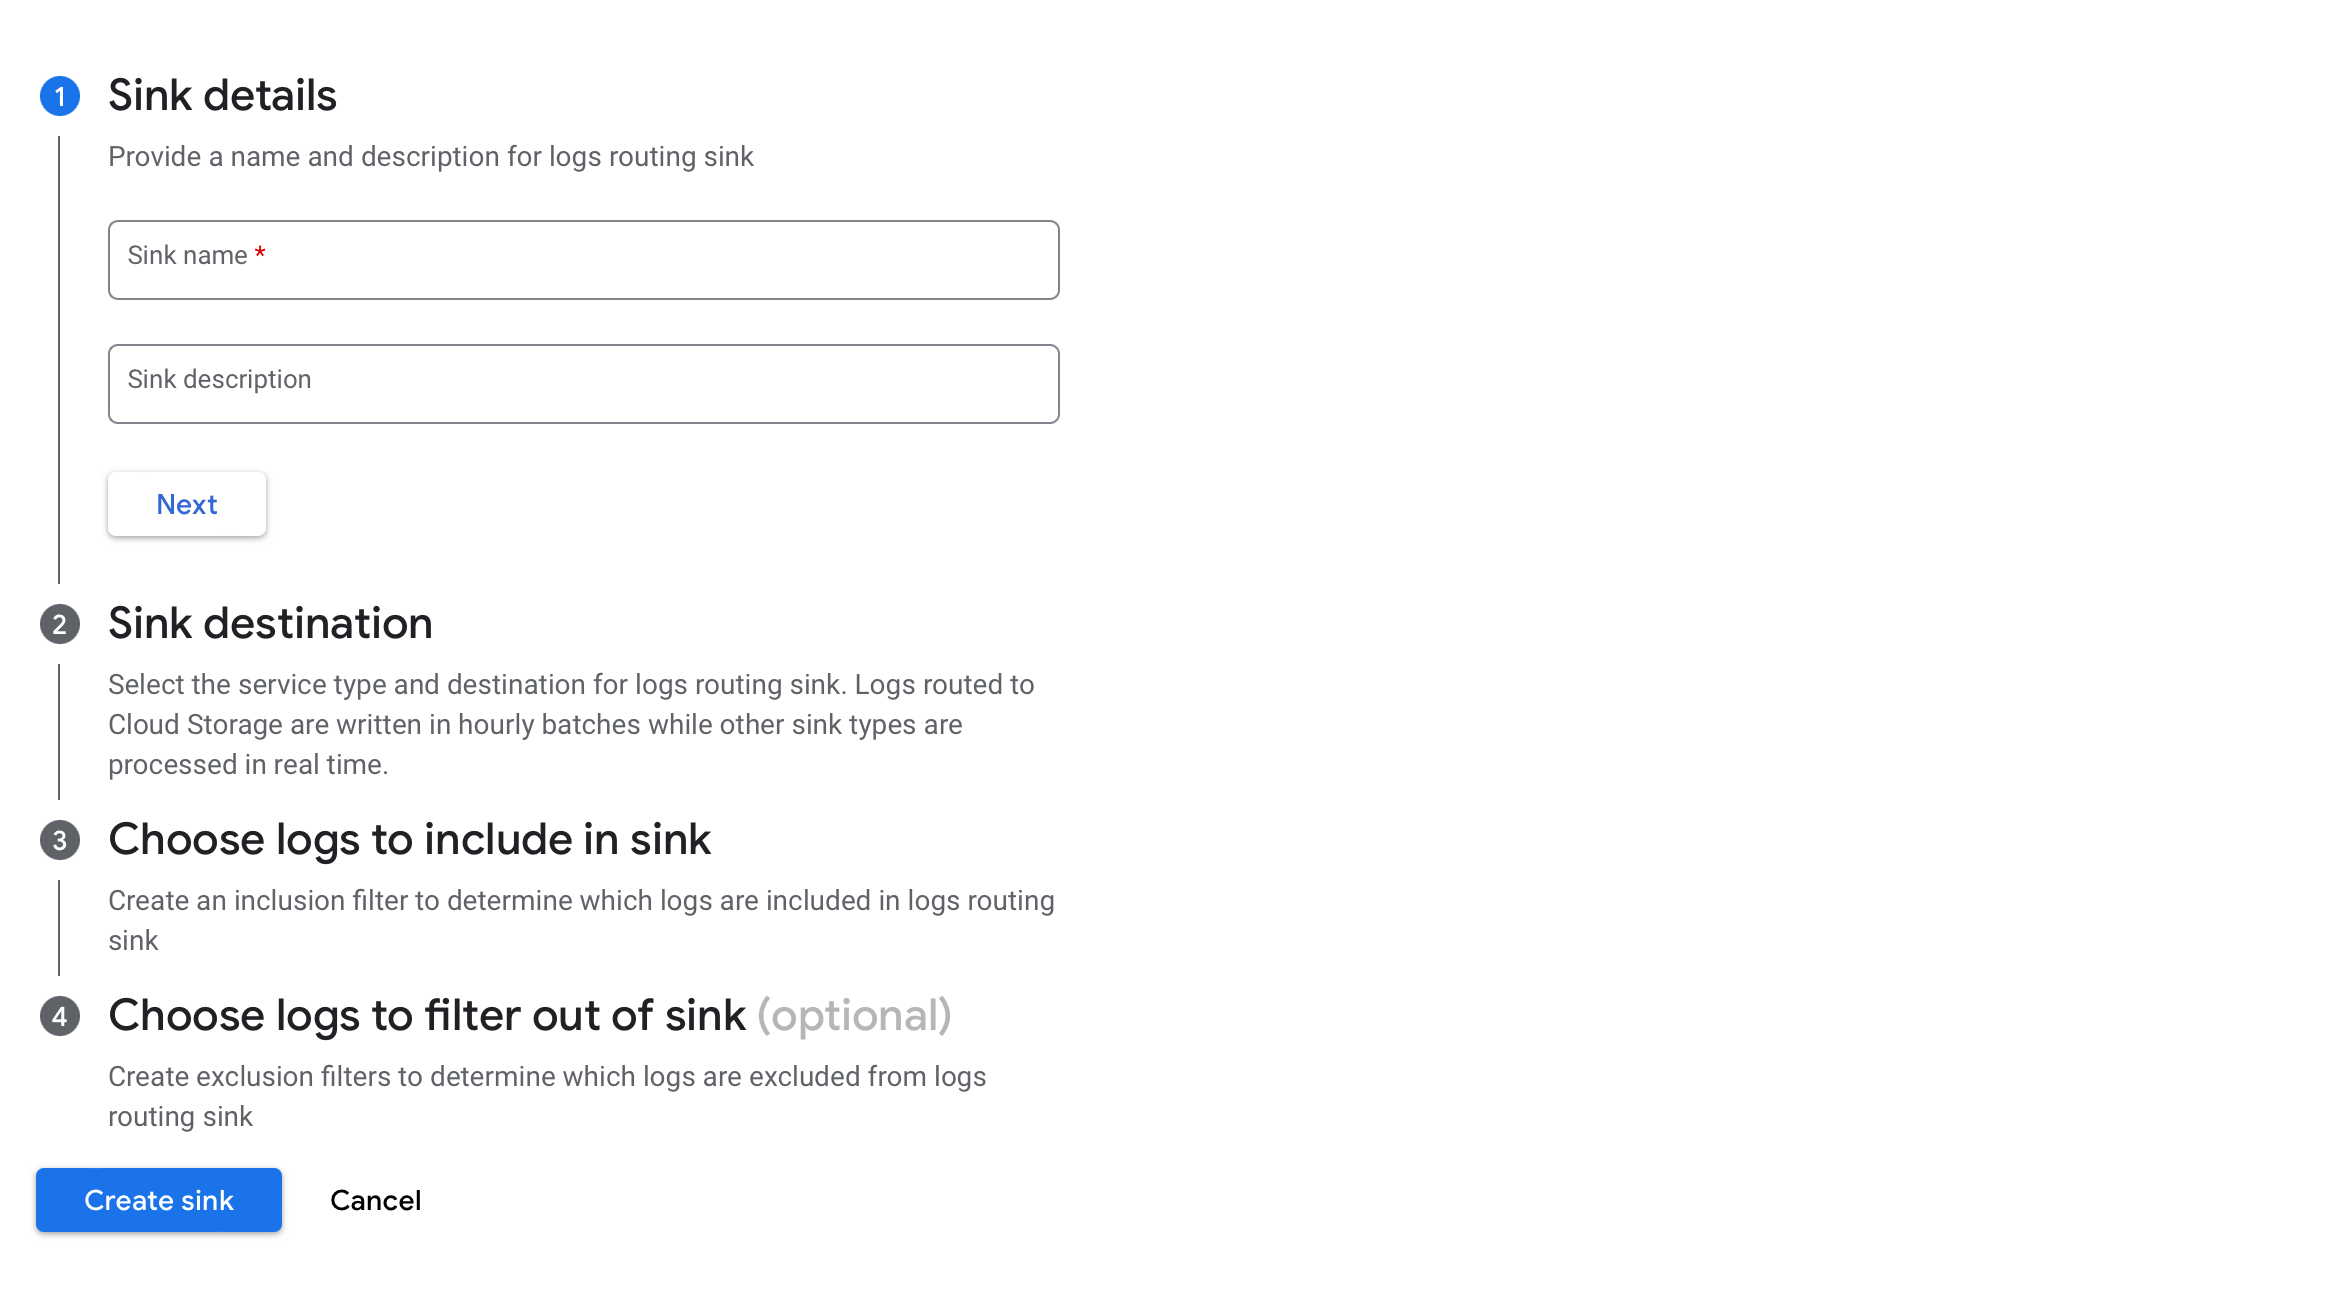 1 Sink details
Provide a name and description for logs routing sink
Sink name *
Sink description
Next
2 Sink destination
Select the service type and destination for logs routing sink. Logs routed to
Cloud Storage are written in hourly batches while other sink types are
processed in real time.
3 Choose logs to include in sink
Create an inclusion filter to determine which logs are included in logs routing
sink
4 Choose logs to filter out of sink (optional)
Create exclusion filters to determine which logs are excluded from logs
routing sink
Create sink Cancel